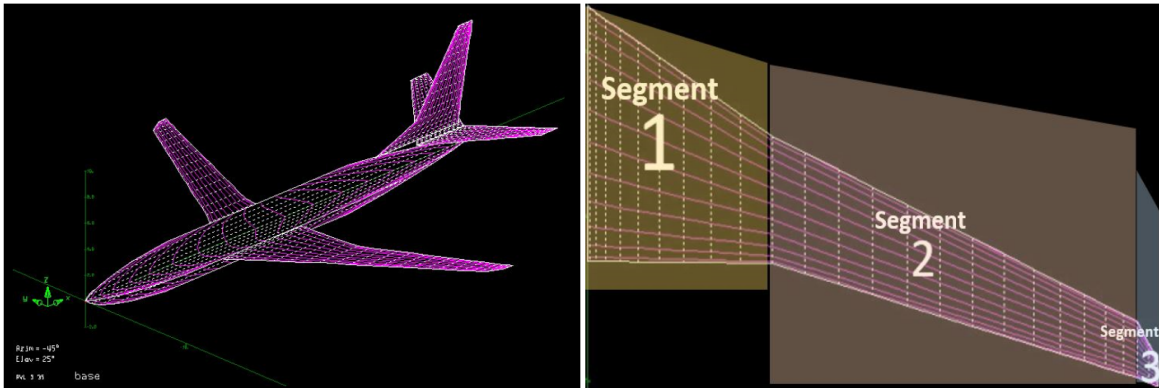 Azim = -45°
Elev = 25°
base
Segment
1
Segment
2
Segment
3